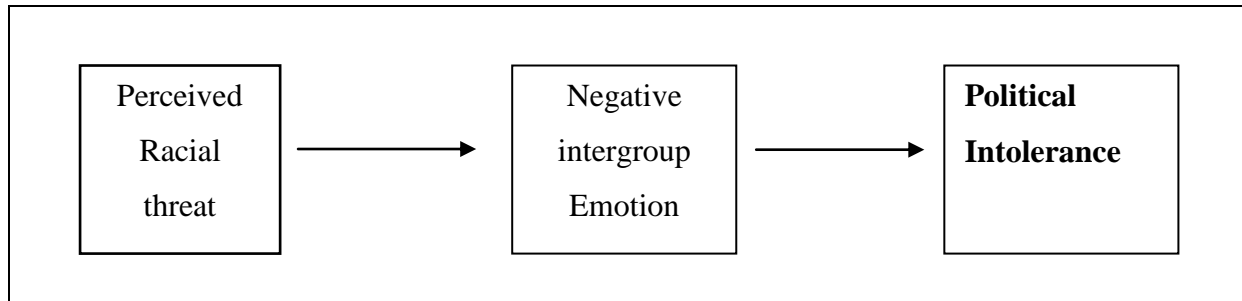 Perceived
Racial
threat
Negative
intergroup
Emotion
Political
Intolerance